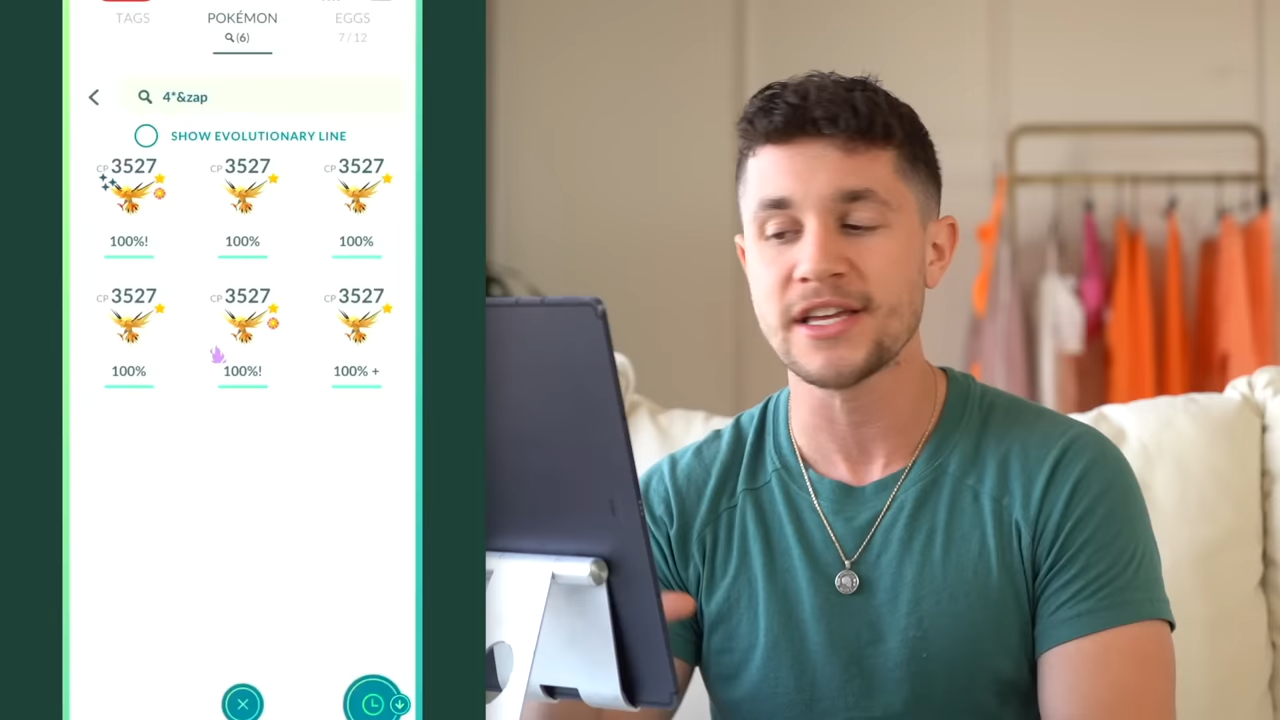 TAGS
POKÉMON
EGGS
(6)
7 / 12
4*&zap
SHOW EVOLUTIONARY LINE
CP 3527
CP 3527
CP 3527
100%!
100%
100%
CP 3527
CP 3527
CP 3527
100%
100%!
100% +